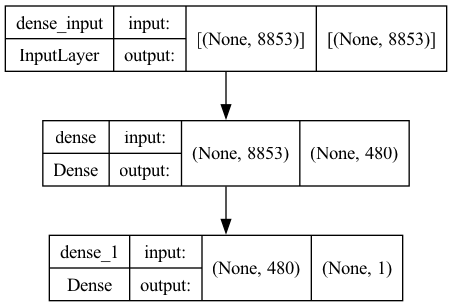 dense_input input: [(None, 8853)] [(None, 8853)]
InputLayer output:
dense input: (None, 8853) (None, 480)
Dense output:
dense_1 input: (None, 480) (None, 1)
Dense output: